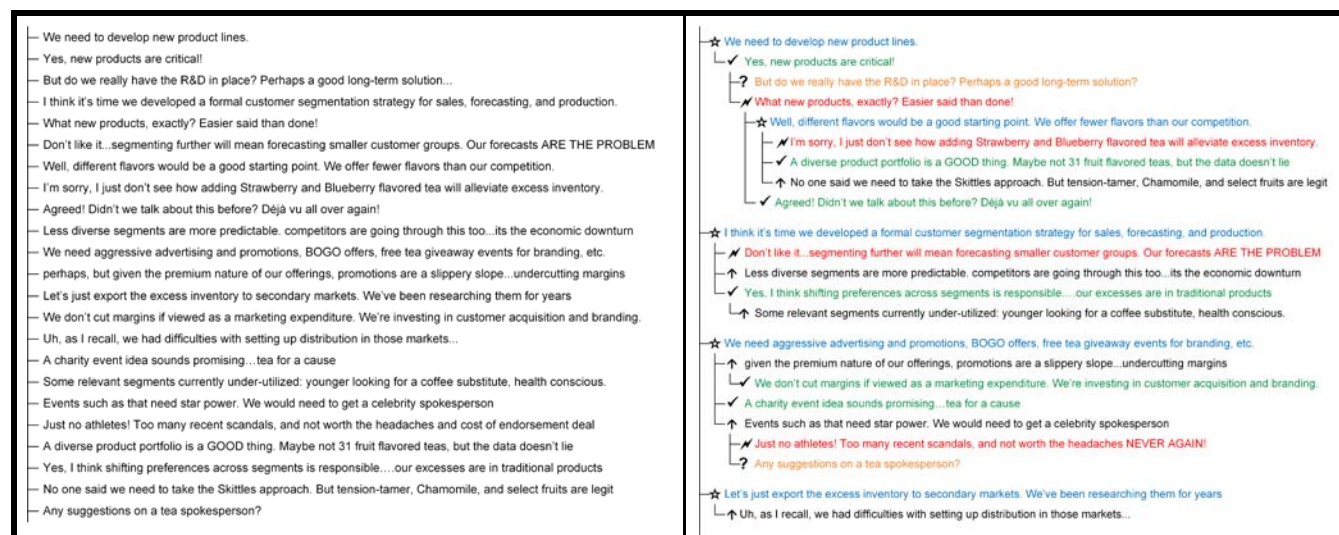 We need to develop new product lines.
Yes, new products are critical!
But do we really have the R&D in place? Perhaps a good long-term solution...
I think it's time we developed a formal customer segmentation strategy for sales, forecasting, and production.
What new products, exactly? Easier said than done!
Don't like it...segmenting further will mean forecasting smaller customer groups. Our forecasts ARE THE PROBLEM
Well, different flavors would be a good starting point. We offer fewer flavors than our competition.
I'm sorry, I just don't see how adding Strawberry and Blueberry flavored tea will alleviate excess inventory.
Agreed! Didn't we talk about this before? Déjà vu all over again!
Less diverse segments are more predictable. competitors are going through this too...its the economic downturn
We need aggressive advertising and promotions, BOGO offers, free tea giveaway events for branding, etc.
perhaps, but given the premium nature of our offerings, promotions are a slippery slope...undercutting margins
Let's just export the excess inventory to secondary markets. We've been researching them for years
We don't cut margins if viewed as a marketing expenditure. We're investing in customer acquisition and branding.
Uh, as I recall, we had difficulties with setting up distribution in those markets...
A charity event idea sounds promising...tea for a cause
Some relevant segments currently under-utilized: younger looking for a coffee substitute, health conscious.
Events such as that need star power. We would need to get a celebrity spokesperson
Just no athletes! Too many recent scandals, and not worth the headaches and cost of endorsement deal
A diverse product portfolio is a GOOD thing. Maybe not 31 fruit flavored teas, but the data doesn't lie
Yes, I think shifting preferences across segments is responsible....our excesses are in traditional products
No one said we need to take the Skittles approach. But tension-tamer, Chamomile, and select fruits are legit
Any suggestions on a tea spokesperson?
We need to develop new product lines.
Yes, new products are critical!
? But do we really have the R&D in place? Perhaps a good long-term solution?
What new products, exactly? Easier said than done!
Well, different flavors would be a good starting point. We offer fewer flavors than our competition.
I'm sorry, I just don't see how adding Strawberry and Blueberry flavored tea will alleviate excess inventory.
A diverse product portfolio is a GOOD thing. Maybe not 31 fruit flavored teas, but the data doesn't lie
No one said we need to take the Skittles approach. But tension-tamer, Chamomile, and select fruits are legit
Agreed! Didn't we talk about this before? Déjà vu all over again!
I think it's time we developed a formal customer segmentation strategy for sales, forecasting, and production.
Don't like it...segmenting further will mean forecasting smaller customer groups. Our forecasts ARE THE PROBLEM
Less diverse segments are more predictable. competitors are going through this too...its the economic downturn
Yes, I think shifting preferences across segments is responsible....our excesses are in traditional products
Some relevant segments currently under-utilized: younger looking for a coffee substitute, health conscious.
We need aggressive advertising and promotions, BOGO offers, free tea giveaway events for branding, etc.
given the premium nature of our offerings, promotions are a slippery slope...undercutting margins
We don't cut margins if viewed as a marketing expenditure. We're investing in customer acquisition and branding.
A charity event idea sounds promising...tea for a cause
Events such as that need star power. We would need to get a celebrity spokesperson
Just no athletes! Too many recent scandals, and not worth the headaches NEVER AGAIN!
? Any suggestions on a tea spokesperson?
Let's just export the excess inventory to secondary markets. We've been researching them for years
Uh, as I recall, we had difficulties with setting up distribution in those markets...